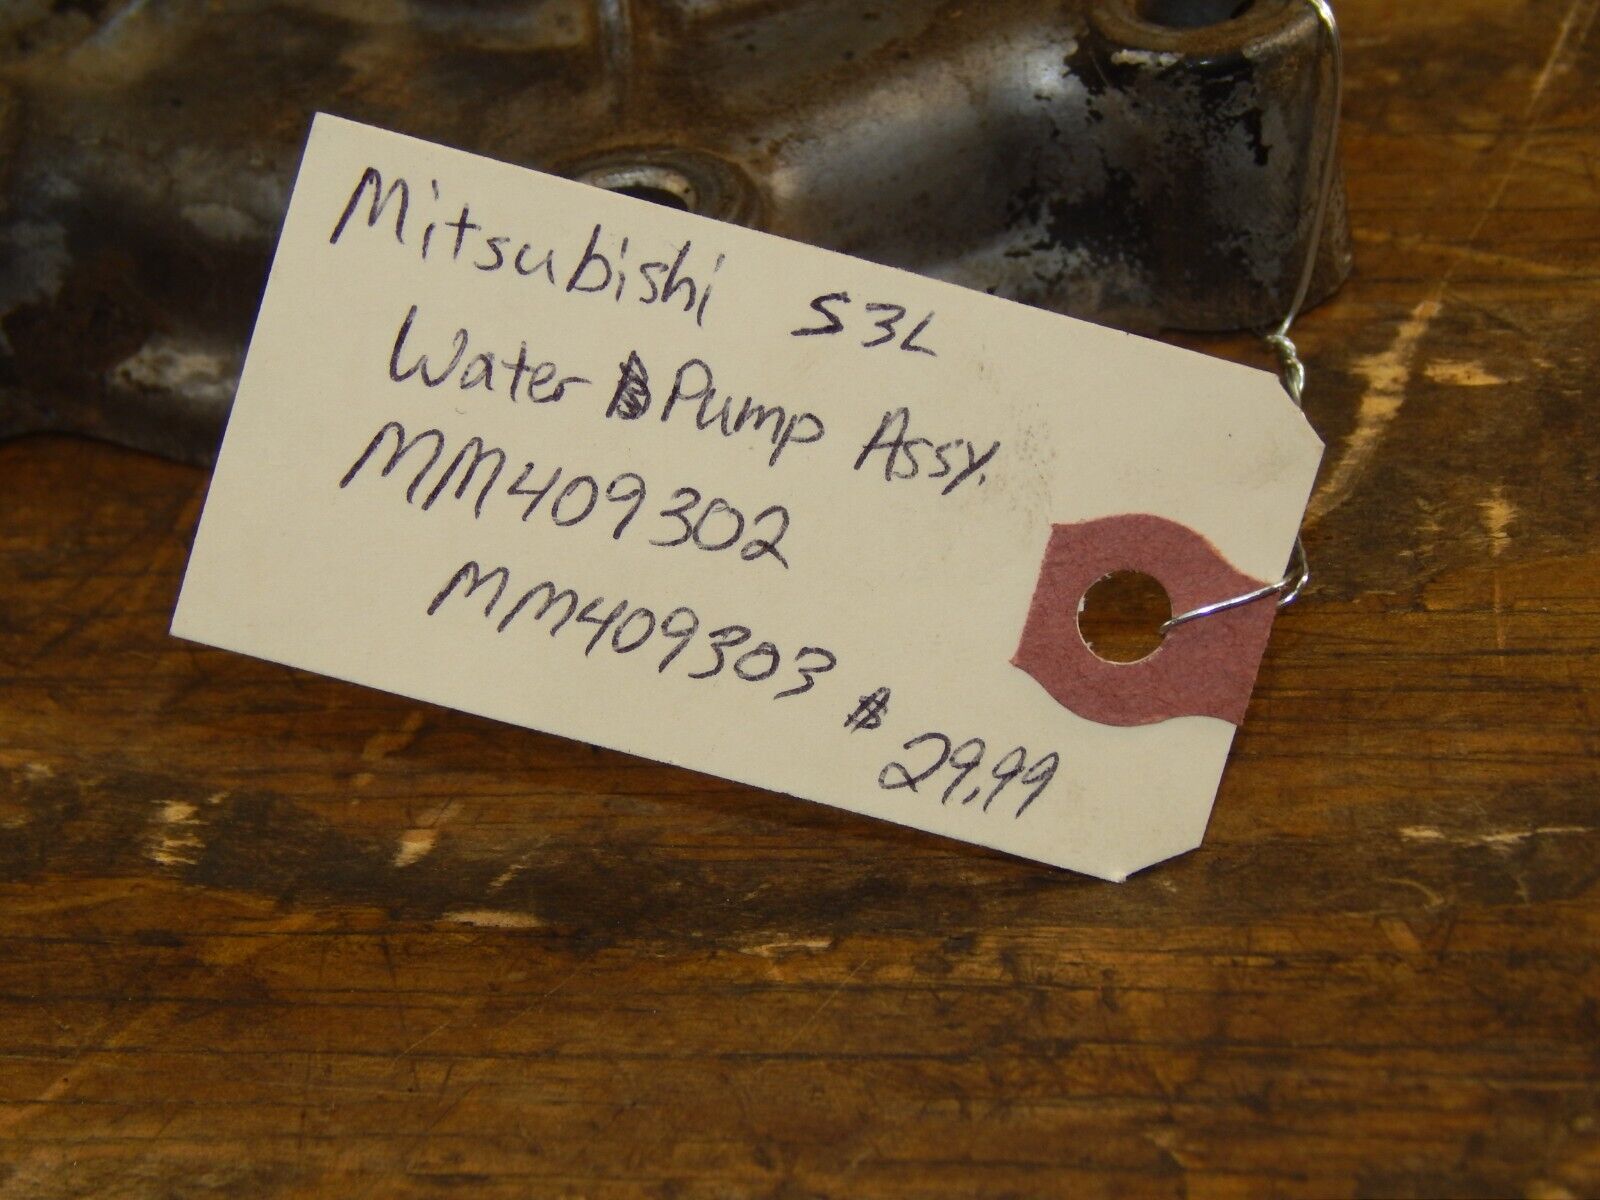 Mitsubishi S3L
Water Pump Assy.
MM409302
MM409303 $29.99